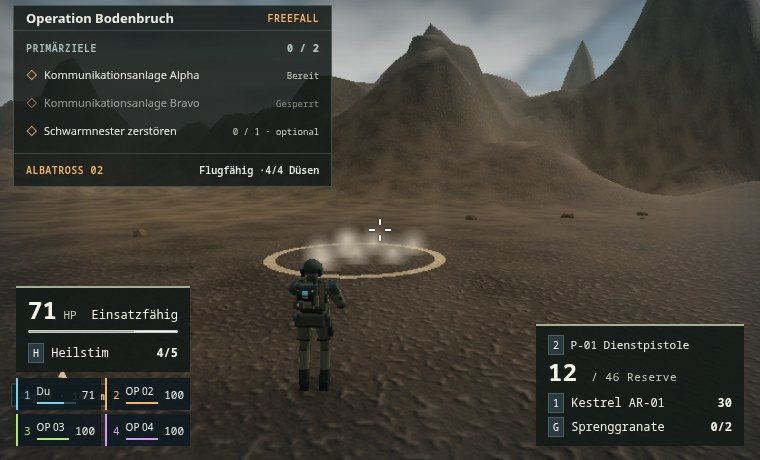 Operation Bodenbruch FREEFALL
PRIMÄRZIELE 0 / 2
Kommunikationsanlage Alpha Bereit
Kommunikationsanlage Bravo Gesperrt
Schwarmnester zerstören 0 / 1 · optional
ALBATROSS 02 Flugfähig ·4/4 Düsen
71 HP Einsatzfähig
H Heilstim 4/5
1 Du 71
2 OP 02 100
3 OP 03 100
4 OP 04 100
2 P-01 Dienstpistole
12 / 46 Reserve
1 Kestrel AR-01 30
G Sprenggranate 0/2